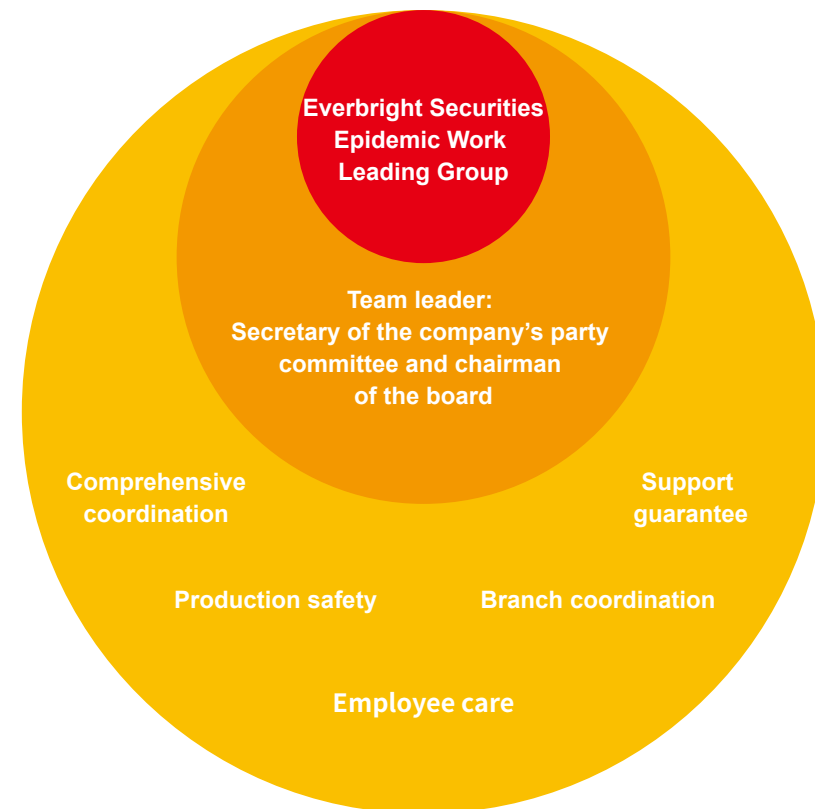 Everbright Securities
Epidemic Work
Leading Group
Team leader:
Secretary of the company's party
committee and chairman
of the board
Comprehensive
coordination
Support
guarantee
Production safety
Branch coordination
Employee care